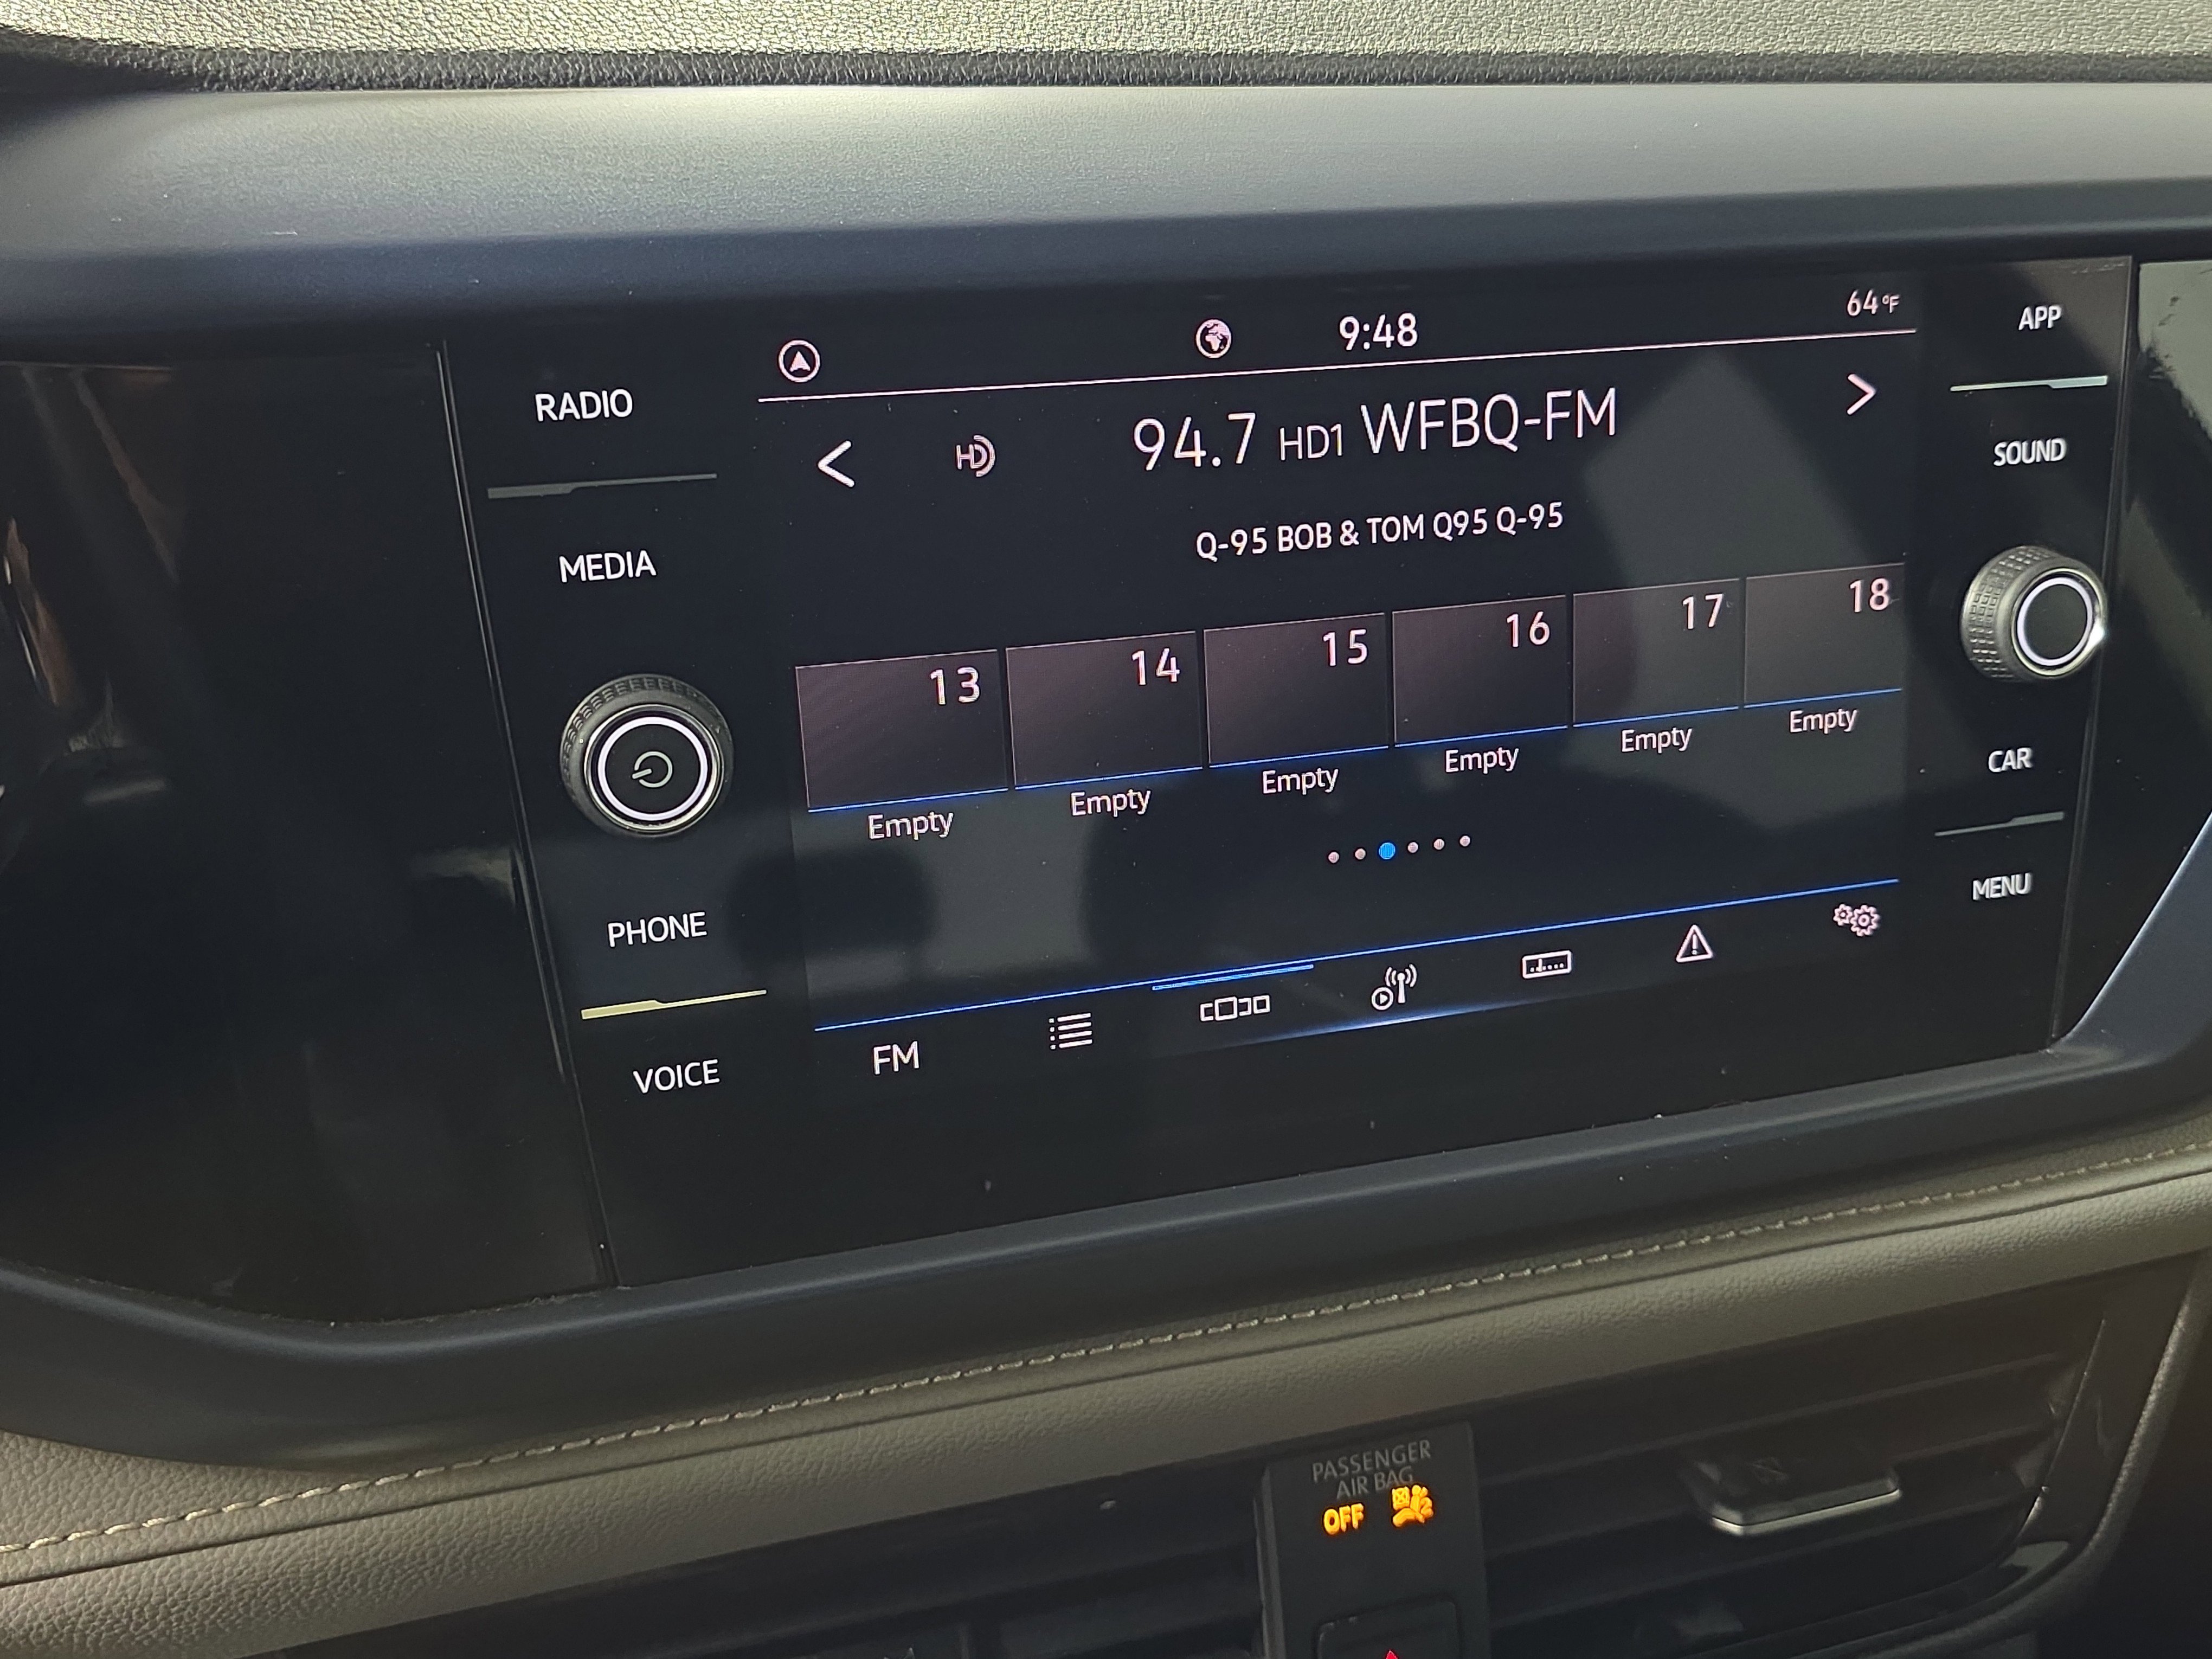 9:48
64°F
APP
RADIO
94.7 HD1 WFBQ-FM
HD
SOUND
Q-95 BOB & TOM Q95 Q-95
MEDIA
13
14
15
16
17
18
Empty
Empty
Empty
Empty
Empty
Empty
CAR
PHONE
MENU
FM
VOICE
PASSENGER
AIR BAG
OFF